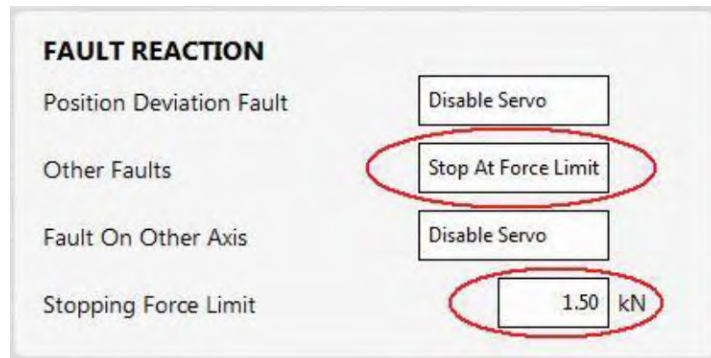 FAULT REACTION
Position Deviation Fault Disable Servo
Other Faults Stop At Force Limit
Fault On Other Axis Disable Servo
Stopping Force Limit 1.50 kN